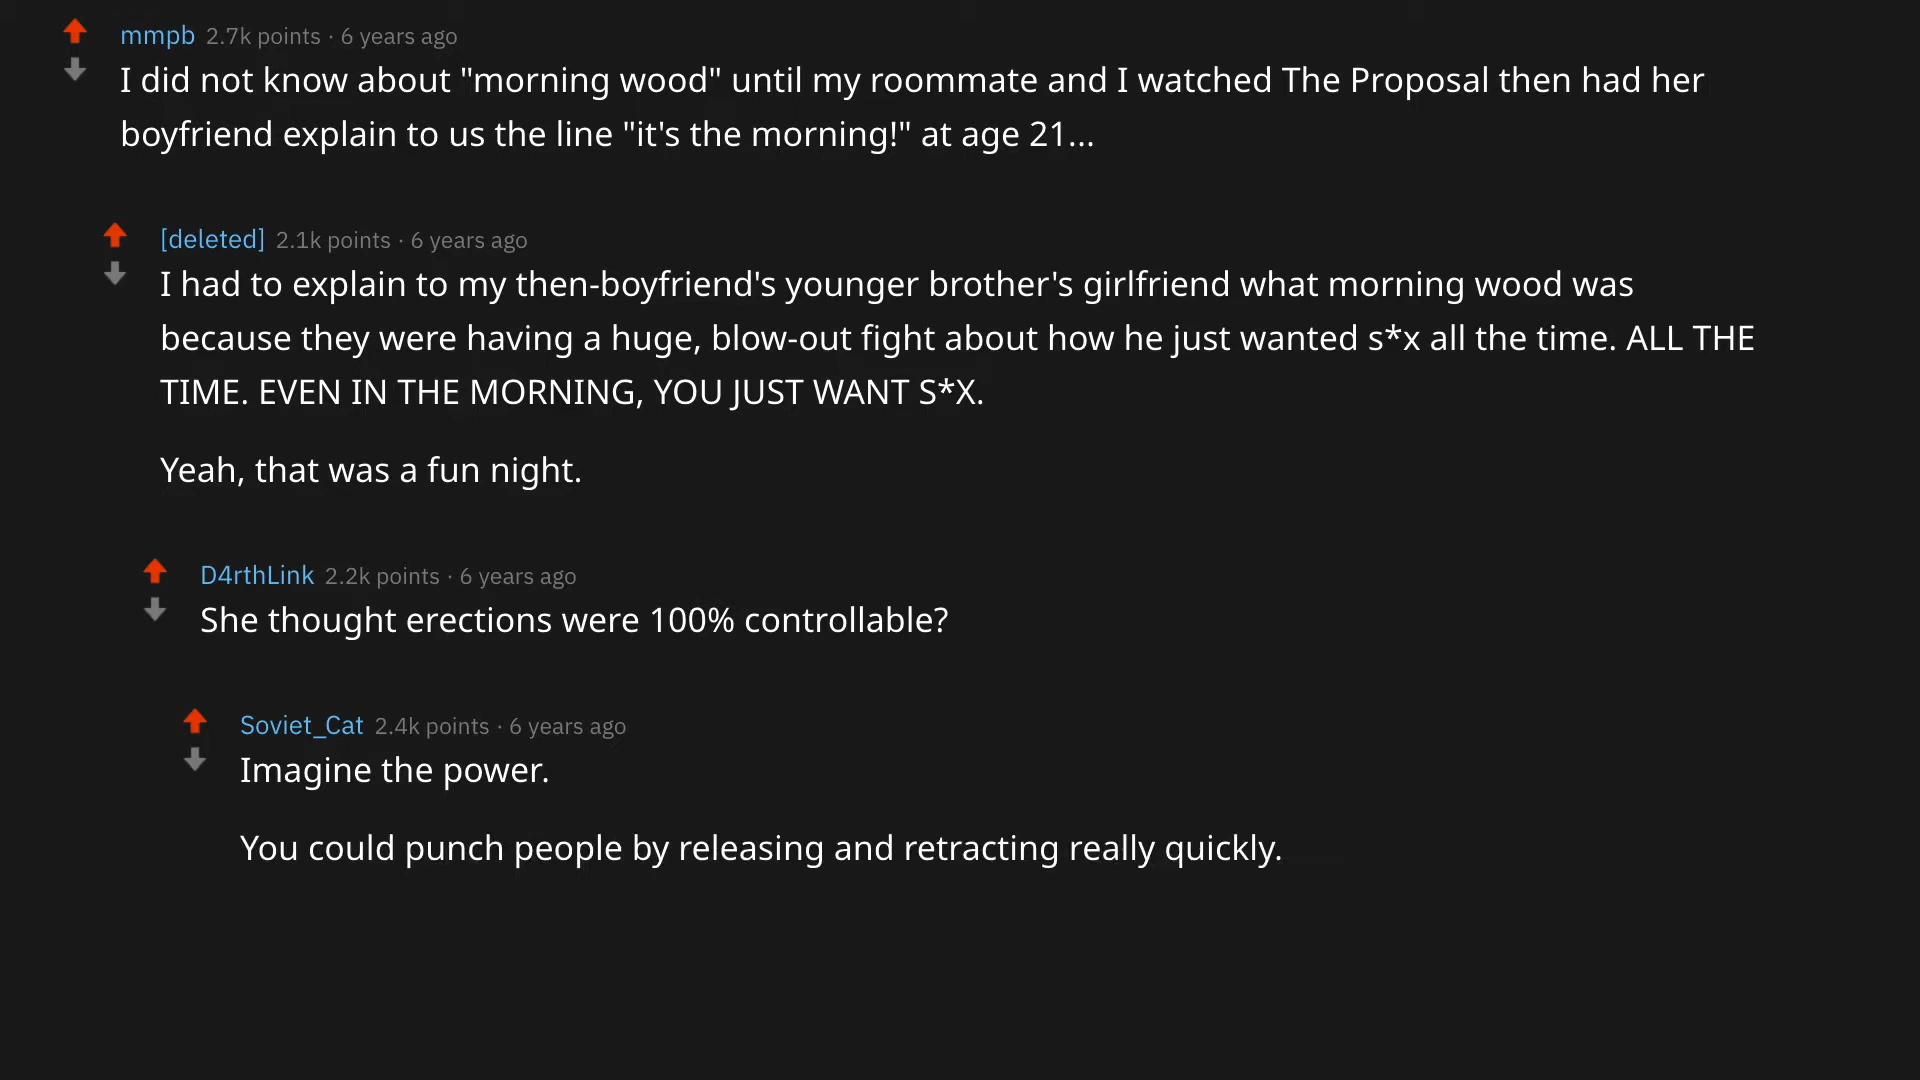 mmpb 2.7k points · 6 years ago
I did not know about "morning wood" until my roommate and I watched The Proposal then had her
boyfriend explain to us the line "it's the morning!" at age 21...
[deleted] 2.1k points · 6 years ago
I had to explain to my then-boyfriend's younger brother's girlfriend what morning wood was
because they were having a huge, blow-out fight about how he just wanted s*x all the time. ALL THE
TIME. EVEN IN THE MORNING, YOU JUST WANT S*X.
Yeah, that was a fun night.
D4rthLink 2.2k points · 6 years ago
She thought erections were 100% controllable?
Soviet_Cat 2.4k points · 6 years ago
Imagine the power.
You could punch people by releasing and retracting really quickly.